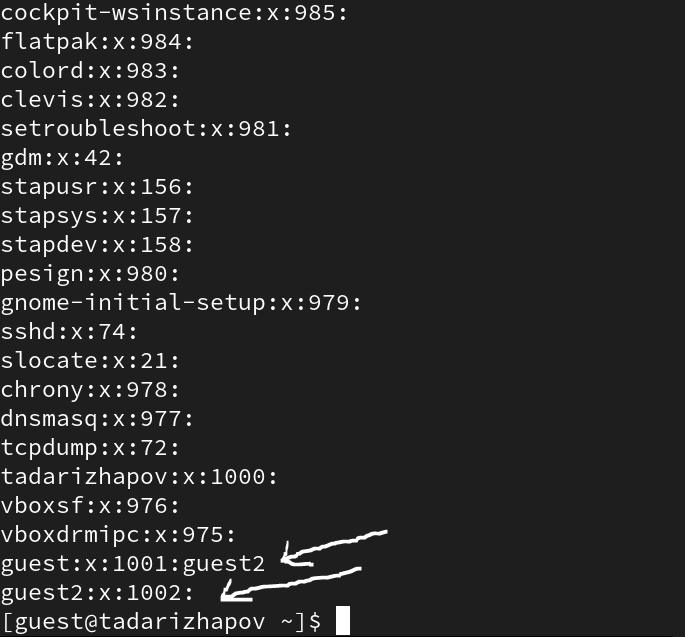 cockpit-wsinstance:x:985:
flatpak:x:984:
colord:x:983:
clevis:x:982:
setroubleshoot:x:981:
gdm:x:42:
stapusr:x:156:
stapsys:x:157:
stapdev:x:158:
pesign:x:980:
gnome-initial-setup:x:979:
sshd:x:74:
slocate:x:21:
chrony:x:978:
dnsmasq:x:977:
tcpdump:x:72:
tadarizhapov:x:1000:
vboxsf:x:976:
vboxdrmipc:x:975:
guest:x:1001:guest2
guest2:x:1002:
[guest@tadarizhapov ~]$